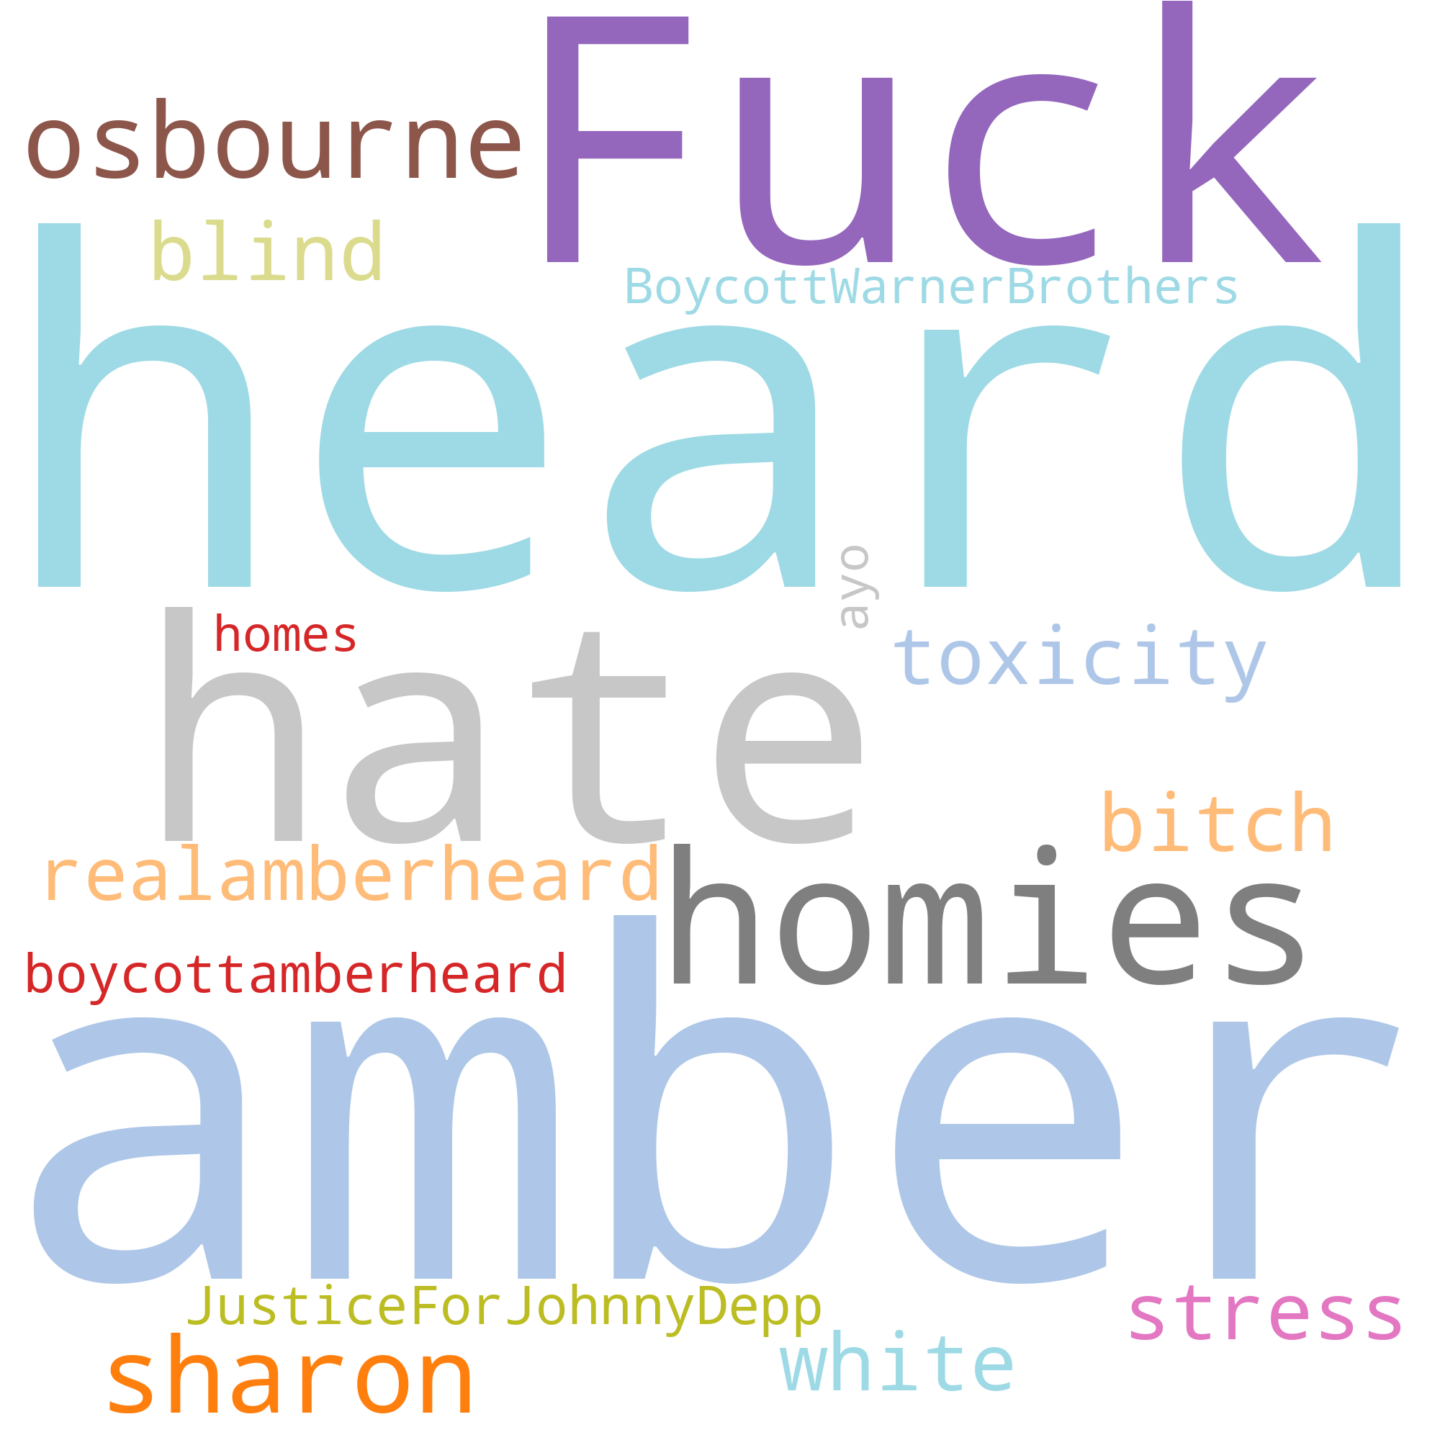 Fuck
osbourne
blind
BoycottWarnerBrothers
heard
ayo
homes
toxicity
hate
bitch
realamberheard
homies
boycottamberheard
amber
JusticeForJohnnyDepp
stress
sharon
white